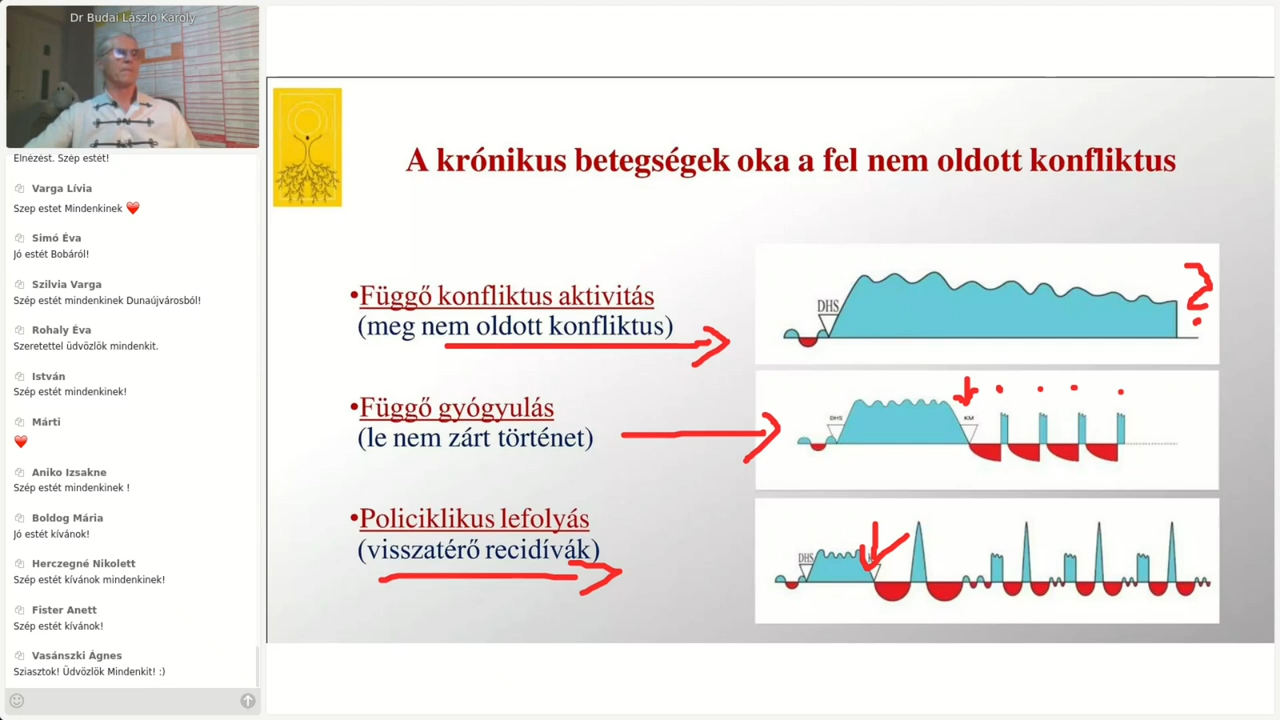 Dr Budai László Károly
Elnézést. Szép estét!
Varga Lívia
Szep estet Mindenkinek ❤️
Simó Éva
Jó estét Bobáról!
Szilvia Varga
Szép estét mindenkinek Dunaújvárosból!
Rohaly Éva
Szeretettel üdvözlök mindenkit.
István
Szép estét mindenkinek!
Márti
❤️
Aniko Izsakne
Szép estét mindenkinek !
Boldog Mária
Jó estét kívánok!
Herczegné Nikolett
Szép estét kívánok mindenkinek!
Fister Anett
Szép estét kívánok!
Vasánszki Ágnes
Sziasztok! Üdvözlök Mindenkit! :)
A krónikus betegségek oka a fel nem oldott konfliktus
•Függő konfliktus aktivitás
(meg nem oldott konfliktus)
DHS
?
•Függő gyógyulás
(le nem zárt történet)
DHS
KM
•Policiklikus lefolyás
(visszatérő recidívák)
DHS